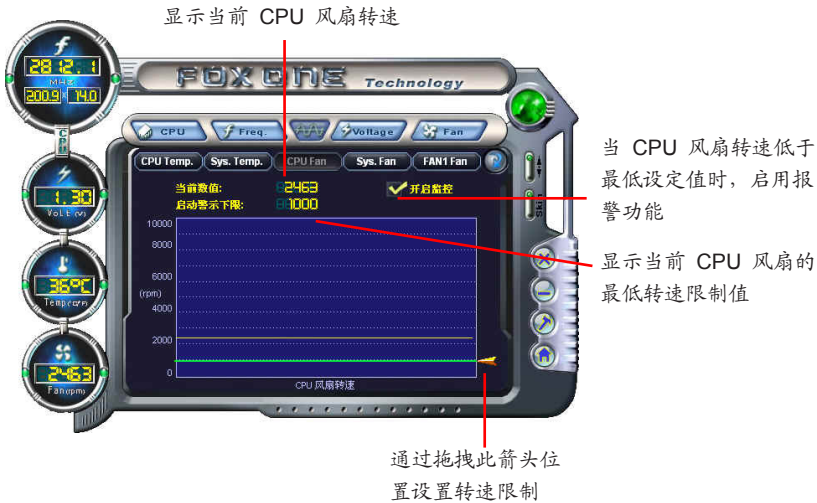 显示当前 CPU 风扇转速
2812.1
MHZ
200.9 × 14.0
CPU
FOX ONE Technology
CPU Freq. Voltage Fan
CPU Temp. Sys. Temp. CPU Fan Sys. Fan FAN1 Fan ?
当前数值: 2463 开启监控
启动警示下限: 1000
10000
8000
6000
(rpm)
4000
2000
0
CPU 风扇转速
1.30
Volt (V)
36℃
Temp(℃/℉)
2463
Fan(rpm)
Skin
当 CPU 风扇转速低于
最低设定值时，启用报
警功能
显示当前 CPU 风扇的
最低转速限制值
通过拖拽此箭头位
置设置转速限制